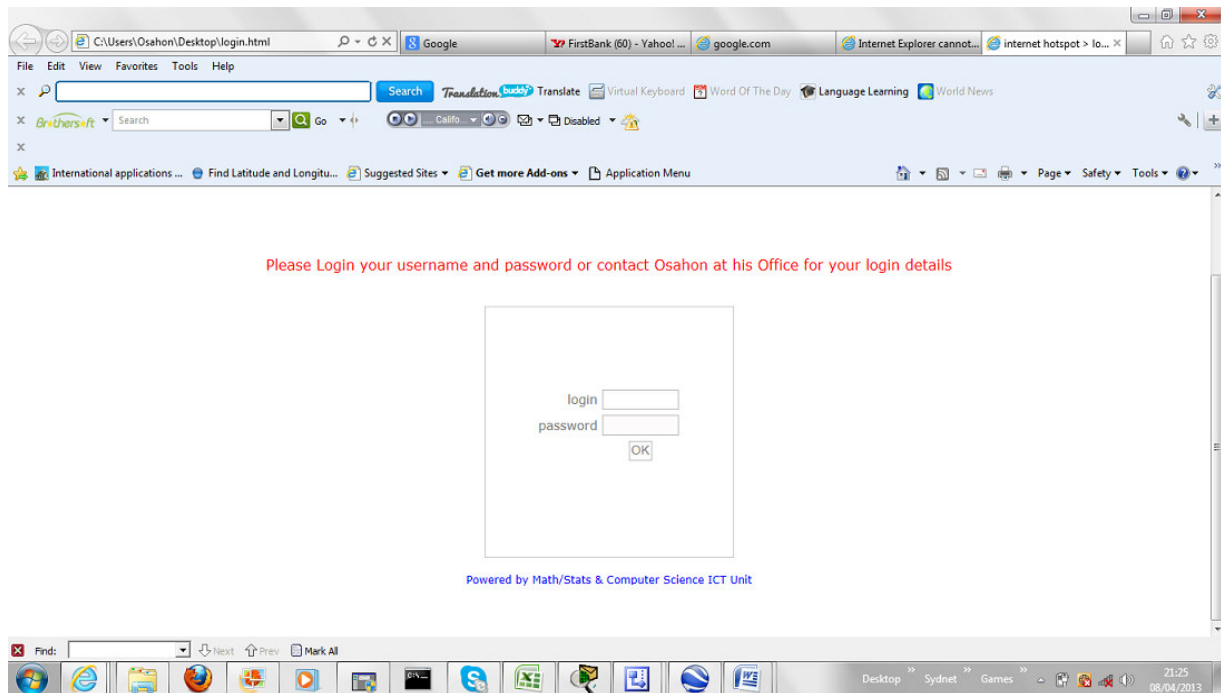 C:\Users\Osahon\Desktop\login.html Google FirstBank (60) - Yahoo! ... google.com Internet Explorer cannot... internet hotspot > lo...
File Edit View Favorites Tools Help
Search Translation buddy Translate Virtual Keyboard Word Of The Day Language Learning World News
Brothersoft Search Go ... Califo... Disabled
International applications ... Find Latitude and Longitu... Suggested Sites Get more Add-ons Application Menu Page Safety Tools
Please Login your username and password or contact Osahon at his Office for your login details
login
password
OK
Powered by Math/Stats & Computer Science ICT Unit
Find: Next Prev Mark All
Desktop Sydnet Games 21:25
08/04/2013